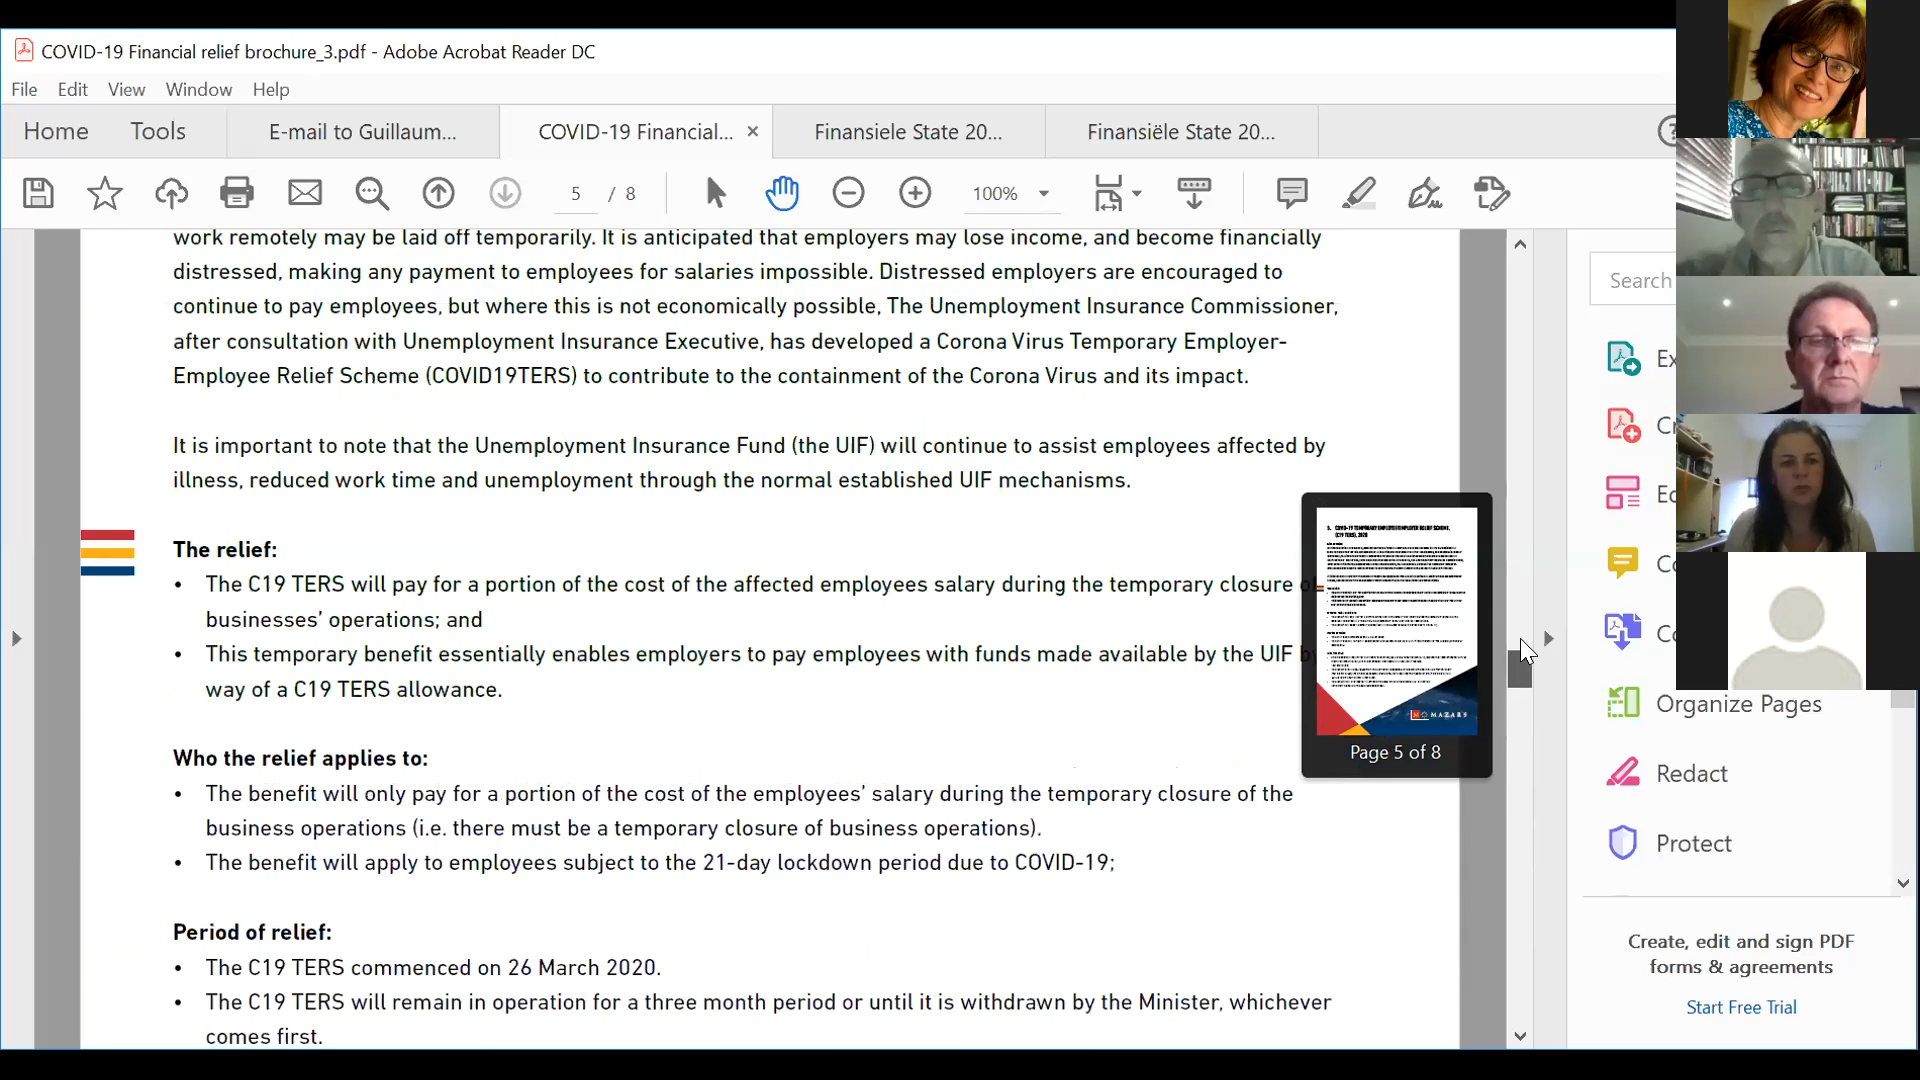 COVID-19 Financial relief brochure_3.pdf - Adobe Acrobat Reader DC
File Edit View Window Help
Home Tools E-mail to Guillaum... COVID-19 Financial... Finansiele State 20... Finansiële State 20...
5 / 8 100%
work remotely may be laid off temporarily. It is anticipated that employers may lose income, and become financially
distressed, making any payment to employees for salaries impossible. Distressed employers are encouraged to
continue to pay employees, but where this is not economically possible, The Unemployment Insurance Commissioner,
after consultation with Unemployment Insurance Executive, has developed a Corona Virus Temporary Employer-
Employee Relief Scheme (COVID19TERS) to contribute to the containment of the Corona Virus and its impact.
It is important to note that the Unemployment Insurance Fund (the UIF) will continue to assist employees affected by
illness, reduced work time and unemployment through the normal established UIF mechanisms.
The relief:
• The C19 TERS will pay for a portion of the cost of the affected employees salary during the temporary closure
businesses' operations; and
• This temporary benefit essentially enables employers to pay employees with funds made available by the UIF
way of a C19 TERS allowance.
Who the relief applies to:
• The benefit will only pay for a portion of the cost of the employees' salary during the temporary closure of the
business operations (i.e. there must be a temporary closure of business operations).
• The benefit will apply to employees subject to the 21-day lockdown period due to COVID-19;
Period of relief:
• The C19 TERS commenced on 26 March 2020.
• The C19 TERS will remain in operation for a three month period or until it is withdrawn by the Minister, whichever
comes first.
MAZARS
Page 5 of 8
Search
Organize Pages
Redact
Protect
Create, edit and sign PDF
forms & agreements
Start Free Trial